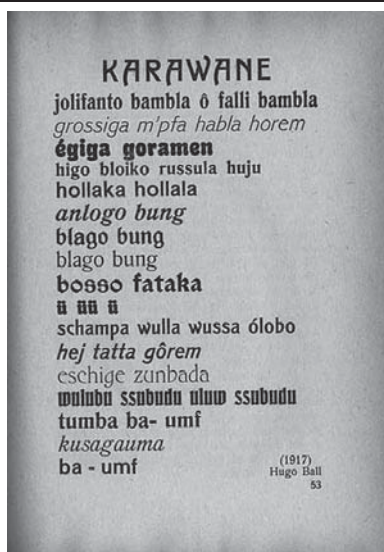 KARAWANE
jolifanto bambla ô falli bambla
grossiga m'pfa habla horem
égiga goramen
higo bloiko russula huju
hollaka hollala
anlogo bung
blago bung
blago bung
bosso fataka
ü üü ü
schampa wulla wussa ólobo
hej tatta gôrem
eschige zunbada
wulubu ssubudu uluw ssubudu
tumba ba- umf
kusagauma
ba - umf
(1917)
Hugo Ball
53